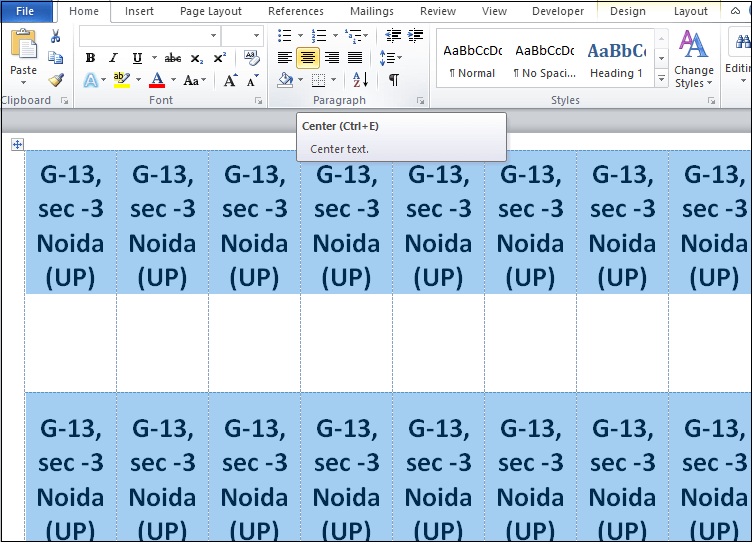 File Home Insert Page Layout References Mailings Review View Developer Design Layout
Paste
B I U abc x₂ x²
A ab A Aa A A
AaBbCcDc AaBbCcDc AaBbC
¶ Normal ¶ No Spaci... Heading 1
Change
Styles
Editin
Clipboard Font Paragraph Styles
Center (Ctrl+E)
Center text.
G-13, G-13, G-13, G-13, G-13, G-13, G-13, G-13,
sec -3 sec -3 sec -3 sec -3 sec -3 sec -3 sec -3 sec -3
Noida Noida Noida Noida Noida Noida Noida Noida
(UP) (UP) (UP) (UP) (UP) (UP) (UP) (UP)
G-13, G-13, G-13, G-13, G-13, G-13, G-13, G-13,
sec -3 sec -3 sec -3 sec -3 sec -3 sec -3 sec -3 sec -3
Noida Noida Noida Noida Noida Noida Noida Noida
(UP) (UP) (UP) (UP) (UP) (UP) (UP) (UP)